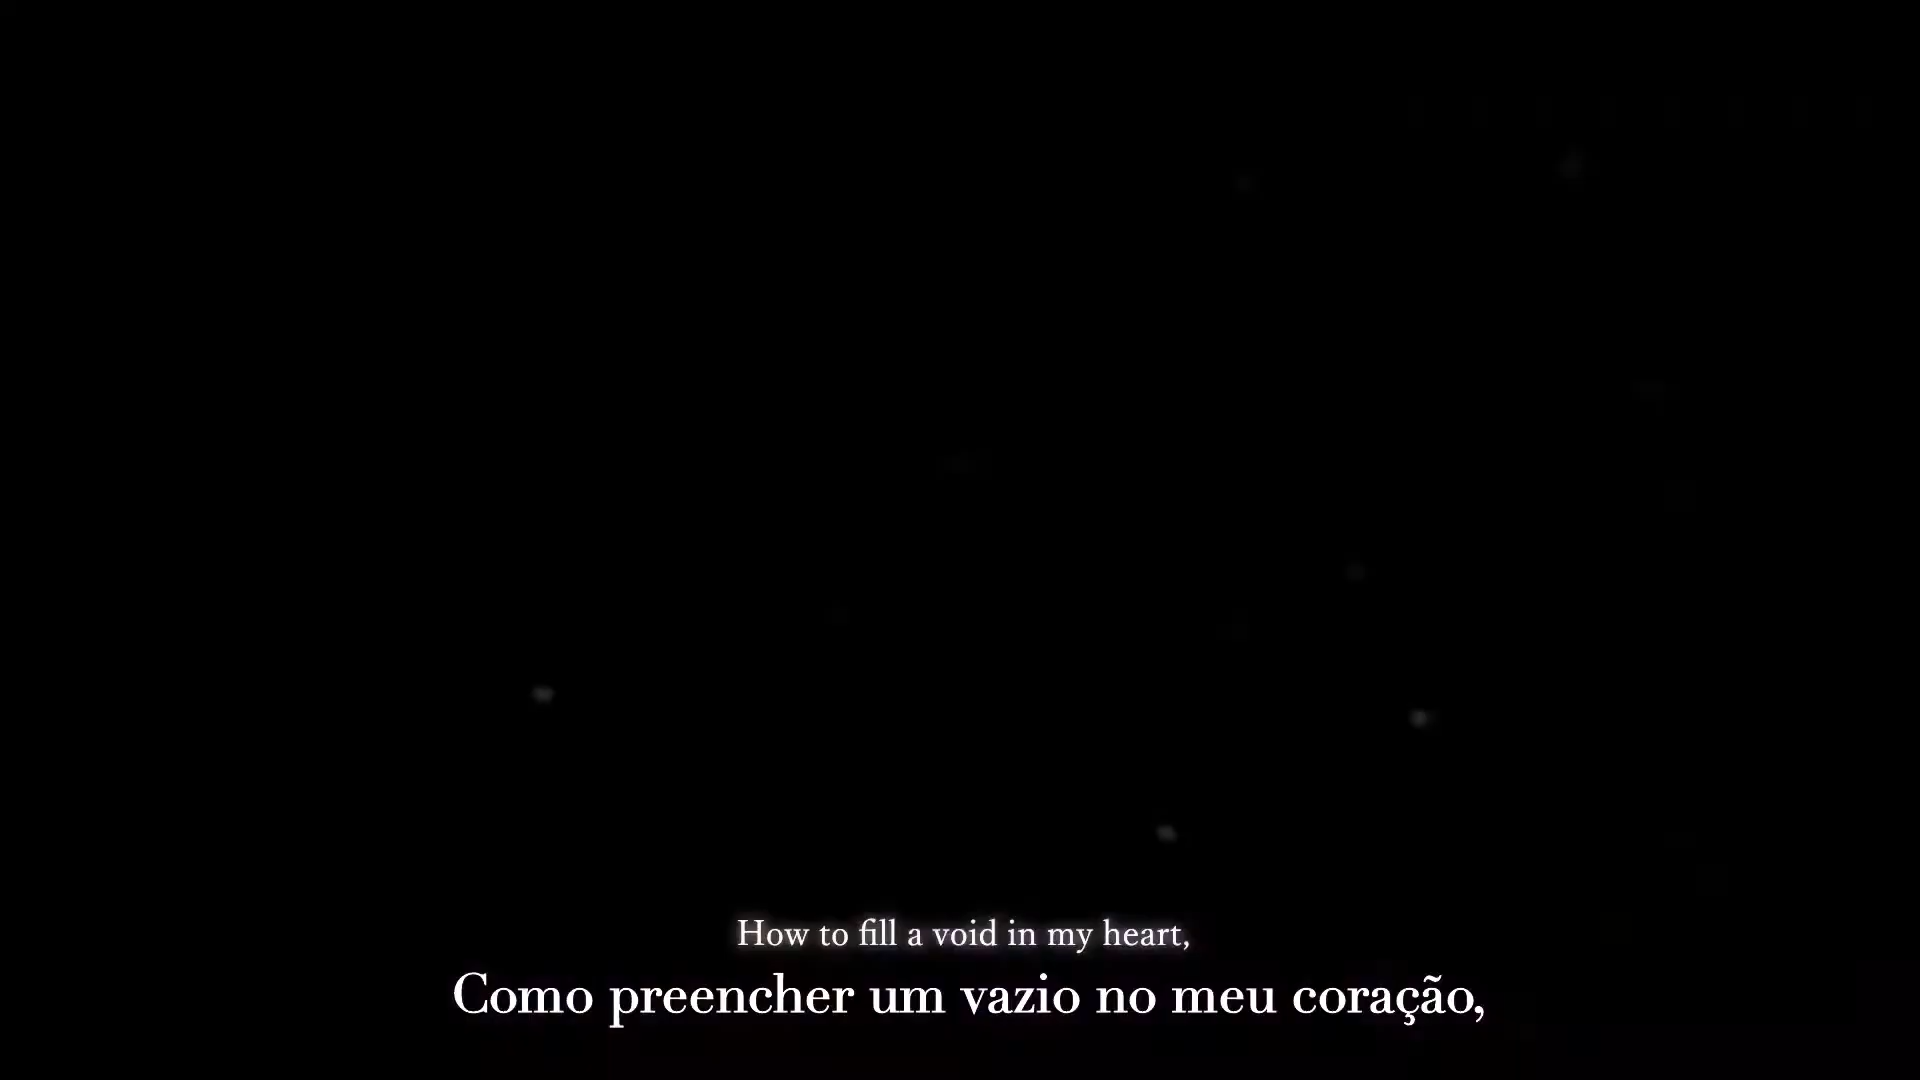 How to fill a void in my heart,
Como preencher um vazio no meu coração,